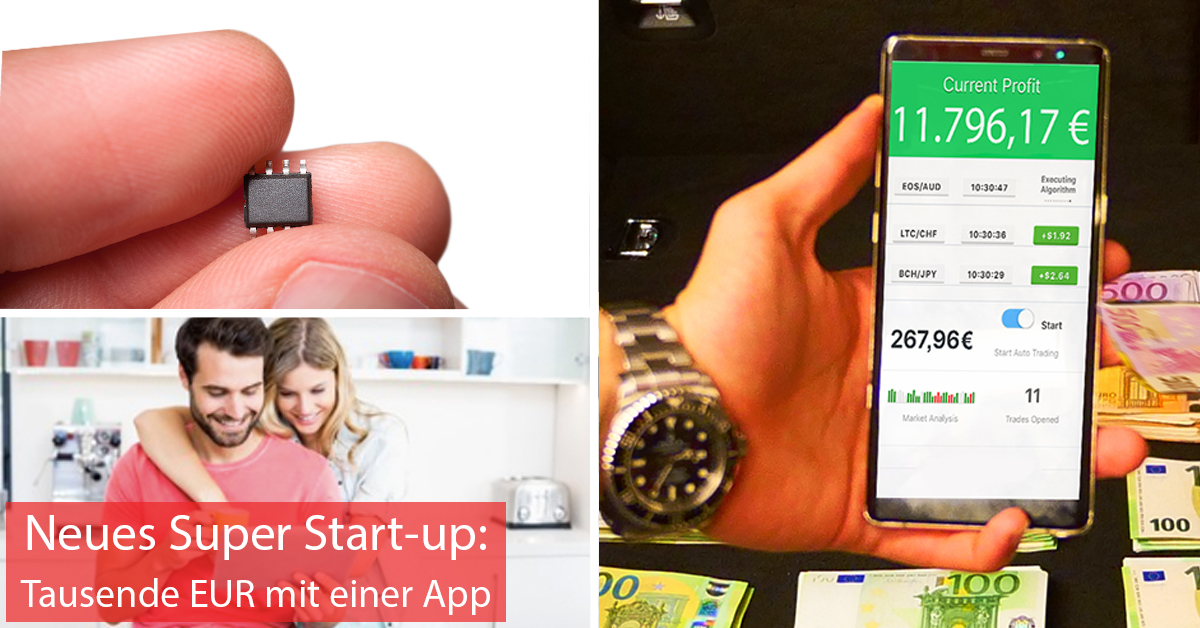 Neues Super Start-up:
Tausende EUR mit einer App
Current Profit
11.796,17 €
EOS/AUD 10:30:47 Executing
Algorithm
LTC/CHF 10:30:36 +$1.92
BCH/JPY 10:30:29 +$2.64
267,96€ Start
Start Auto Trading
11
Market Analysis Trades Opened
500
100
100